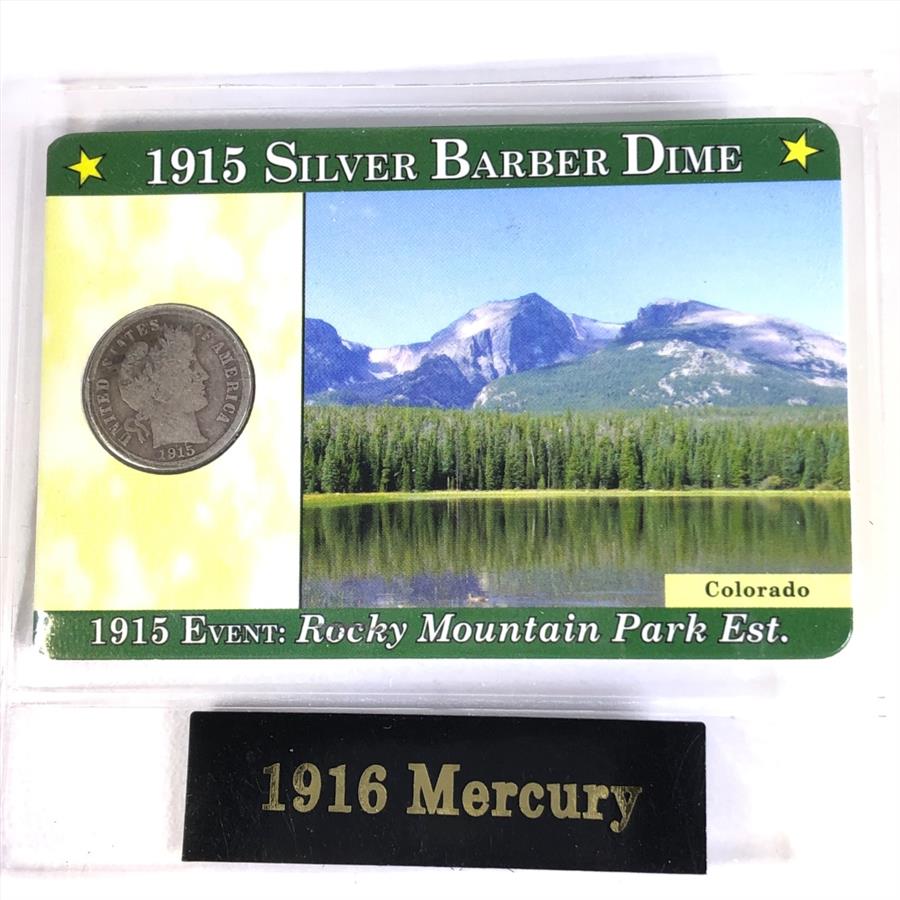 1915 SILVER BARBER DIME
UNITED STATES OF AMERICA
1915
Colorado
1915 EVENT: Rocky Mountain Park Est.
1916 Mercury